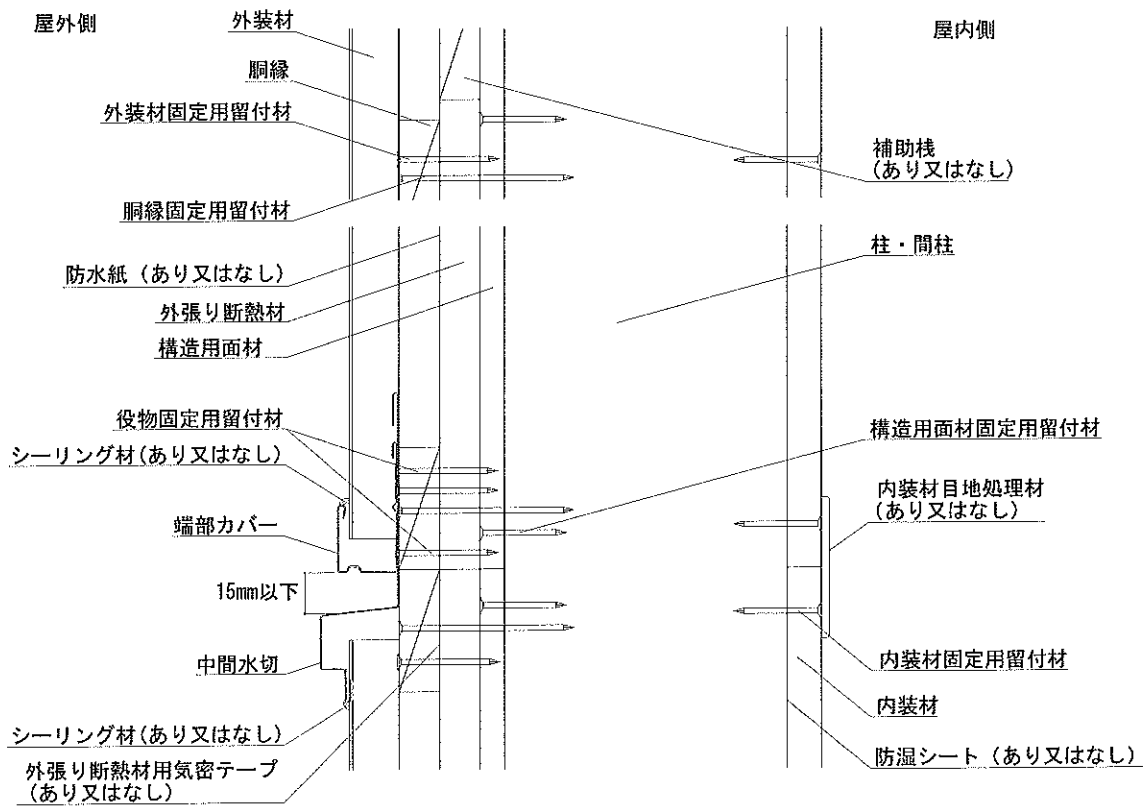 屋外側
外装材
屋内側
胴縁
外装材固定用留付材
補助桟
(あり又はなし)
胴縁固定用留付材
柱・間柱
防水紙（あり又はなし）
外張り断熱材
構造用面材
役物固定用留付材
構造用面材固定用留付材
シーリング材(あり又はなし)
内装材目地処理材
(あり又はなし)
端部カバー
15mm以下
中間水切
内装材固定用留付材
内装材
シーリング材(あり又はなし)
防湿シート（あり又はなし）
外張り断熱材用気密テープ
(あり又はなし)